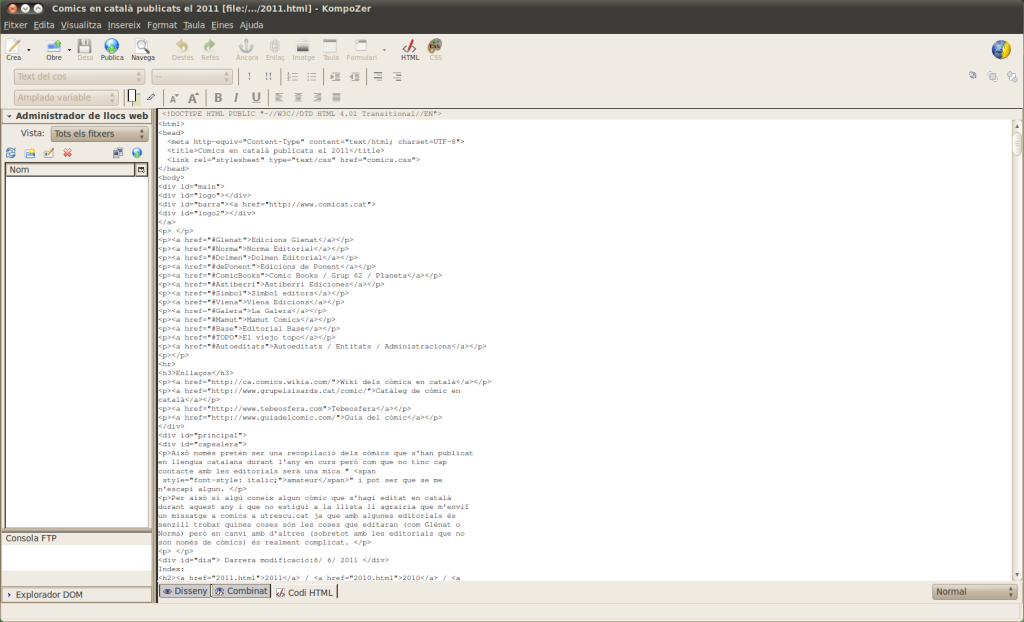 Comics en català publicats el 2011 [file:/.../2011.html] - KompoZer
Fitxer Edita Visualitza Insereix Format Taula Eines Ajuda
Crea Obre Desa Publica Navega Desfés Refés Àncora Enllaç Imatge Taula Formulari HTML CSS
Text del cos --
Amplada variable
Administrador de llocs web
Vista: Tots els fitxers
Nom
<!DOCTYPE HTML PUBLIC "-//W3C//DTD HTML 4.01 Transitional//EN">
<html>
<head>
<meta http-equiv="Content-Type" content="text/html; charset=UTF-8">
<title>Comics en català publicats el 2011</title>
<link rel="stylesheet" type="text/css" href="comics.css">
</head>
<body>
<div id="main">
<div id="logo"></div>
<div id="barra"><a href="http://www.comicat.cat">
<div id="logo2"></div>
</a>
<p> </p>
<p><a href="#Glenat">Edicions Glenat</a></p>
<p><a href="#Norma">Norma Editorial</a></p>
<p><a href="#Dolmen">Dolmen Editorial</a></p>
<p><a href="#dePonent">Edicions de Ponent</a></p>
<p><a href="#ComicBooks">Comic Books / Grup 62 / Planeta</a></p>
<p><a href="#Astiberri">Astiberri Ediciones</a></p>
<p><a href="#Simbol">Símbol editors</a></p>
<p><a href="#Viena">Viena Edicions</a></p>
<p><a href="#Galera">La Galera</a></p>
<p><a href="#Mamut">Mamut Comics</a></p>
<p><a href="#Base">Editorial Base</a></p>
<p><a href="#TOPO">El viejo topo</a></p>
<p><a href="#Autoeditats">Autoeditats / Entitats / Administracions</a></p>
<p></p>
<hr>
<h3>Enllaços</h3>
<p><a href="http://ca.comics.wikia.com/">Wiki dels còmics en català</a></p>
<p><a href="http://www.grupelsisards.cat/comic/">Catàleg de còmic en
català</a></p>
<p><a href="http://www.tebeosfera.com">Tebeosfera</a></p>
<p><a href="http://www.guiadelcomic.com/">Guia del còmic</a></p>
</div>
<div id="principal">
<div id="capsalera">
<p>Això només pretén ser una recopilació dels còmics que s'han publicat
en llengua catalana durant l'any en curs però com que no tinc cap
contacte amb les editorials serà una mica " <span
style="font-style: italic;">amateur</span>" i pot ser que se me
n'escapi algun. </p>
<p>Per això si algú coneix algun còmic que s'hagi editat en català
durant aquest any i que no estigui a la llista li agrairia que m'enviï
un missatge a comics a utrescu.cat ja que amb algunes editorials és
senzill trobar quines coses són les coses que editaran (com Glénat o
Norma) però en canvi amb d'altres (sobretot amb les editorials que no
són només de còmics) és realment complicat. </p>
<p> </p>
<div id="dia"> Darrera modificació:6/ 6/ 2011 </div>
Index:
<h2><a href="2011.html">2011</a> / <a href="2010.html">2010</a> / <a
Consola FTP
Explorador DOM
Disseny Combinat Codi HTML
Normal